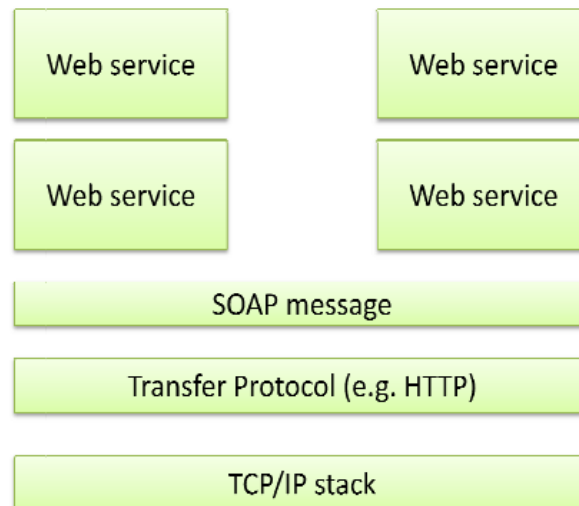 Web service
Web service
Web service
Web service
SOAP message
Transfer Protocol (e.g. HTTP)
TCP/IP stack